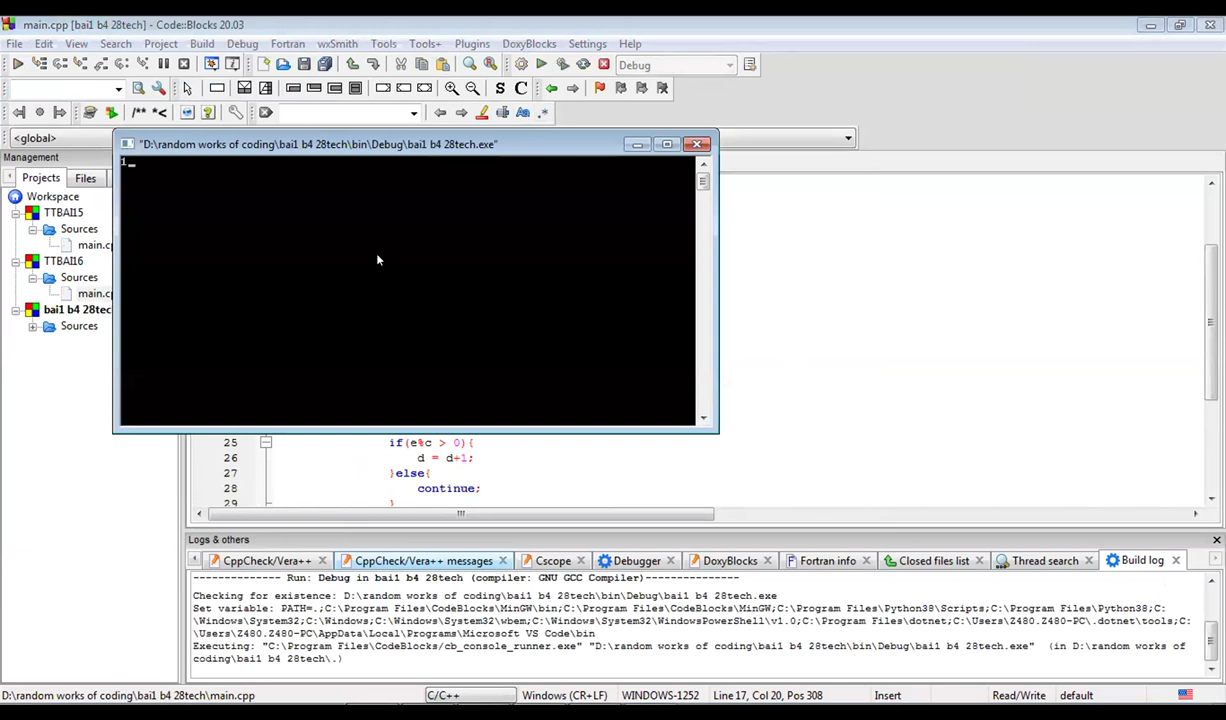 main.cpp [bai1 b4 28tech] - Code::Blocks 20.03
File Edit View Search Project Build Debug Fortran wxSmith Tools Tools+ Plugins DoxyBlocks Settings Help
Debug
S C
/** *<
Aa .*
<global>
"D:\random works of coding\bai1 b4 28tech\bin\Debug\bai1 b4 28tech.exe"
1_
Management
Projects Files
Workspace
TTBAI15
Sources
main.cp
TTBAI16
Sources
main.cp
bai1 b4 28tec
Sources
25 if(e%c > 0){
26 d = d+1;
27 }else{
28 continue;
29 }
Logs & others
CppCheck/Vera++ CppCheck/Vera++ messages Cscope Debugger DoxyBlocks Fortran info Closed files list Thread search Build log
-------------- Run: Debug in bai1 b4 28tech (compiler: GNU GCC Compiler)---------------
Checking for existence: D:\random works of coding\bai1 b4 28tech\bin\Debug\bai1 b4 28tech.exe
Set variable: PATH=.;C:\Program Files\CodeBlocks\MinGW\bin;C:\Program Files\CodeBlocks\MinGW;C:\Program Files\Python38\Scripts;C:\Program Files\Python38;C:
\Windows\System32;C:\Windows;C:\Windows\System32\wbem;C:\Windows\System32\WindowsPowerShell\v1.0;C:\Program Files\dotnet;C:\Users\Z480.Z480-PC\.dotnet\tools;C:
\Users\Z480.Z480-PC\AppData\Local\Programs\Microsoft VS Code\bin
Executing: "C:\Program Files\CodeBlocks/cb_console_runner.exe" "D:\random works of coding\bai1 b4 28tech\bin\Debug\bai1 b4 28tech.exe"  (in D:\random works of
coding\bai1 b4 28tech\.)
D:\random works of coding\bai1 b4 28tech\main.cpp C/C++ Windows (CR+LF) WINDOWS-1252 Line 17, Col 20, Pos 308 Insert Read/Write default